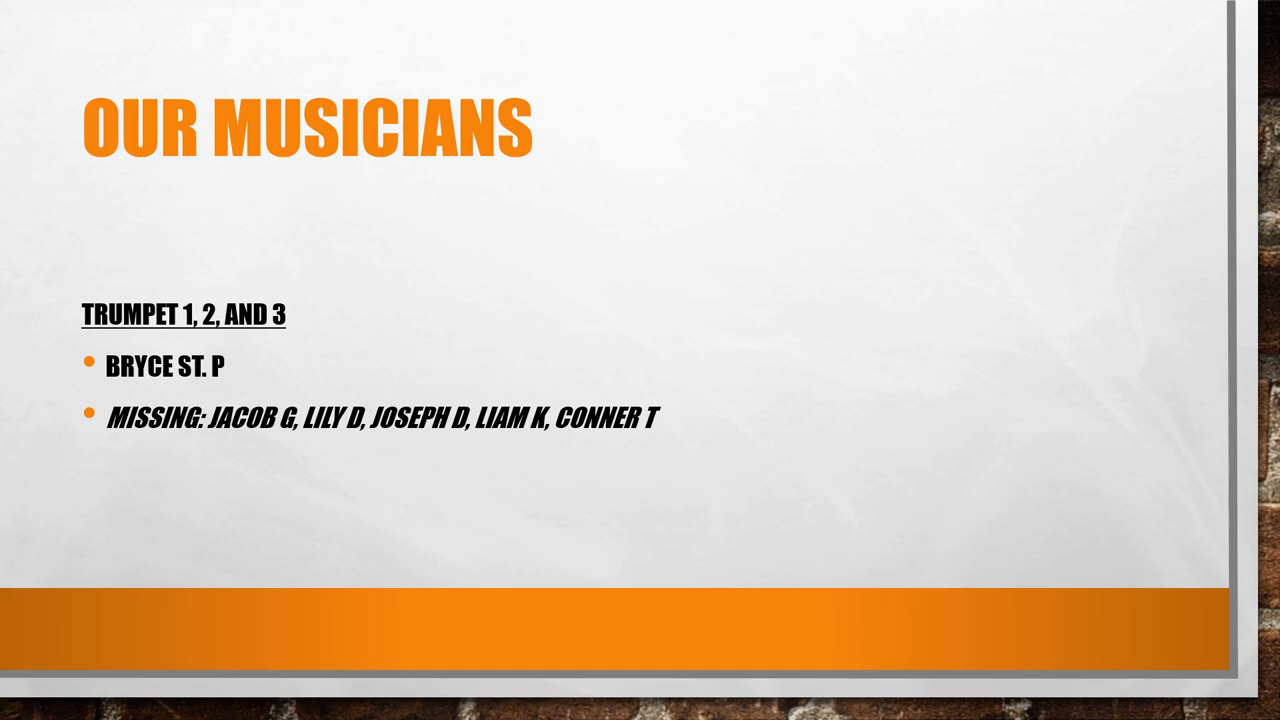 OUR MUSICIANS
TRUMPET 1, 2, AND 3
• BRYCE ST. P
• MISSING: JACOB G, LILY D, JOSEPH D, LIAM K, CONNER T